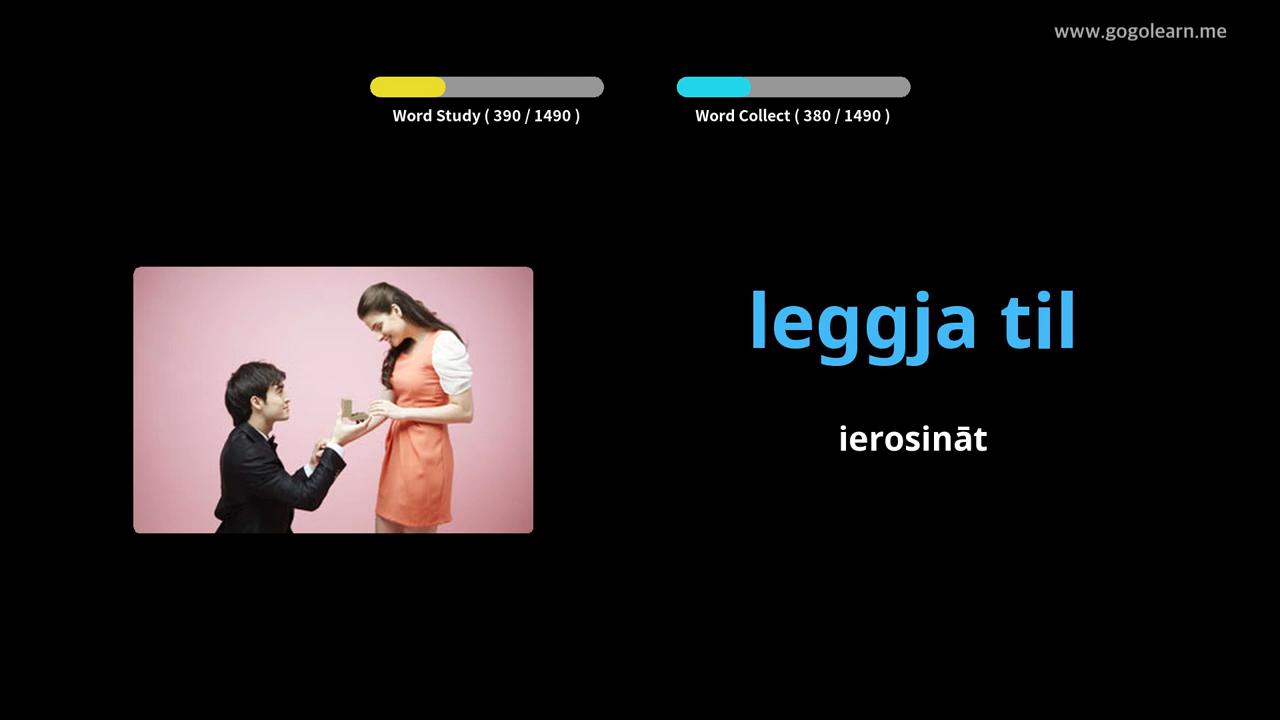 www.gogolearn.me
Word Study ( 390 / 1490 )
Word Collect ( 380 / 1490 )
leggja til
ierosināt